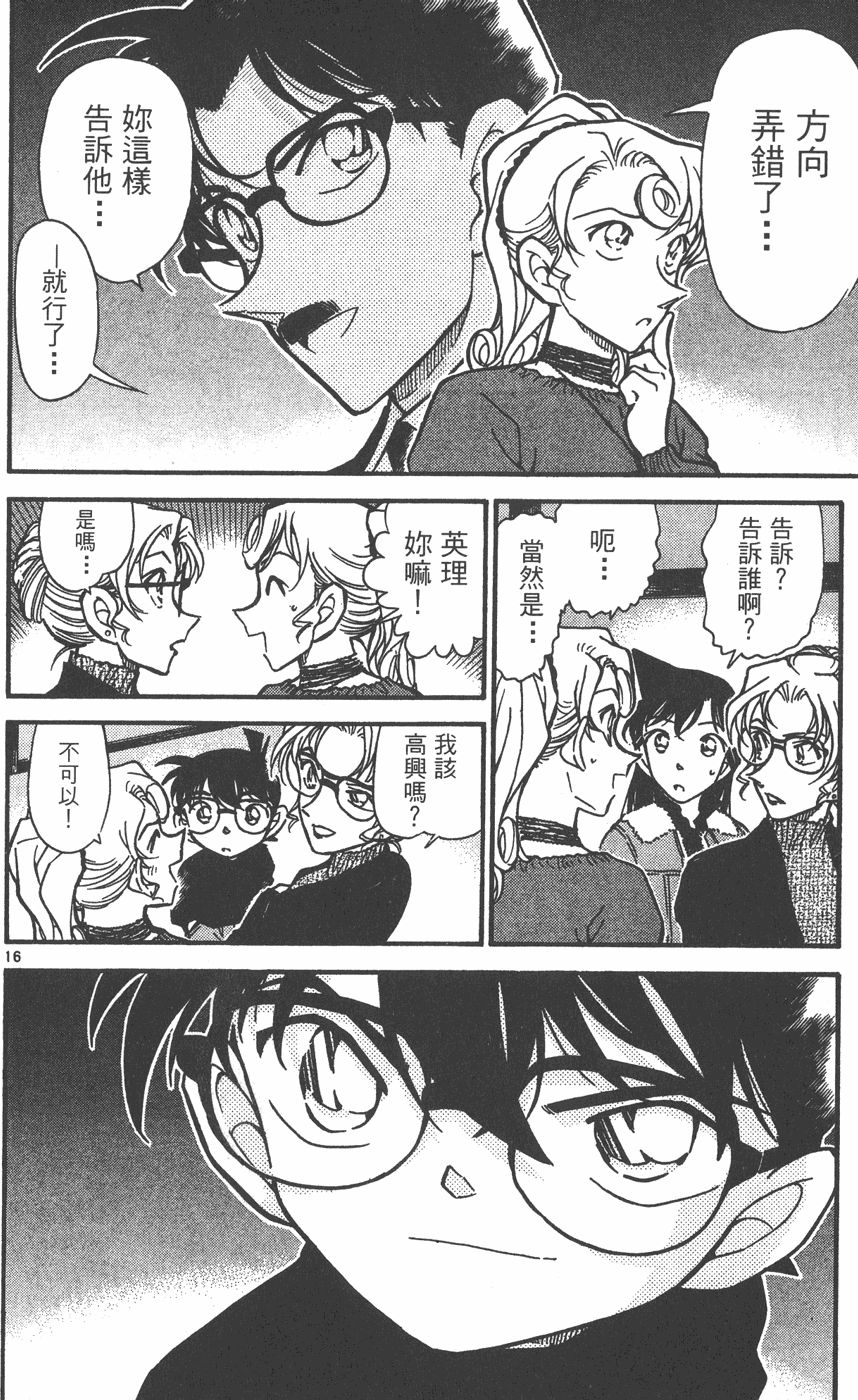 方向
弄錯了…
妳這樣
告訴他…
—就行了…
告訴？
告訴誰啊？
呃…
當然是…
英理
妳嘛！
是嗎…
我該
高興嗎？
不可以！
16